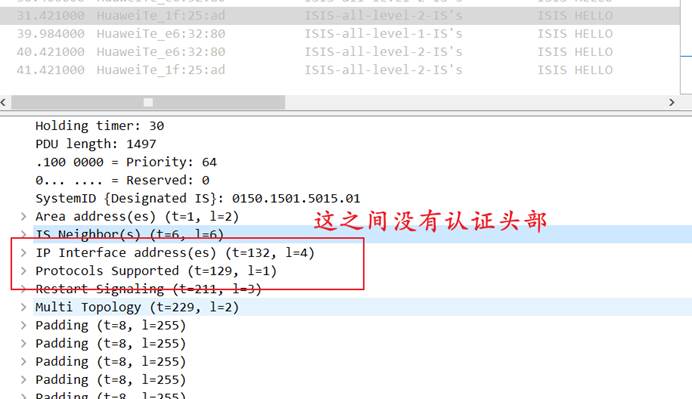 31.421000 HuaweiTe_1f:25:ad ISIS-all-level-2-IS's ISIS HELLO
39.984000 HuaweiTe_e6:32:80 ISIS-all-level-1-IS's ISIS HELLO
40.421000 HuaweiTe_e6:32:80 ISIS-all-level-2-IS's ISIS HELLO
41.421000 HuaweiTe_1f:25:ad ISIS-all-level-2-IS's ISIS HELLO
Holding timer: 30
PDU length: 1497
.100 0000 = Priority: 64
0... .... = Reserved: 0
SystemID {Designated IS}: 0150.1501.5015.01
Area address(es) (t=1, l=2)
这之间没有认证头部
IS Neighbor(s) (t=6, l=6)
IP Interface address(es) (t=132, l=4)
Protocols Supported (t=129, l=1)
Restart Signaling (t=211, l=3)
Multi Topology (t=229, l=2)
Padding (t=8, l=255)
Padding (t=8, l=255)
Padding (t=8, l=255)
Padding (t=8, l=255)
Padding (t=8, l=255)